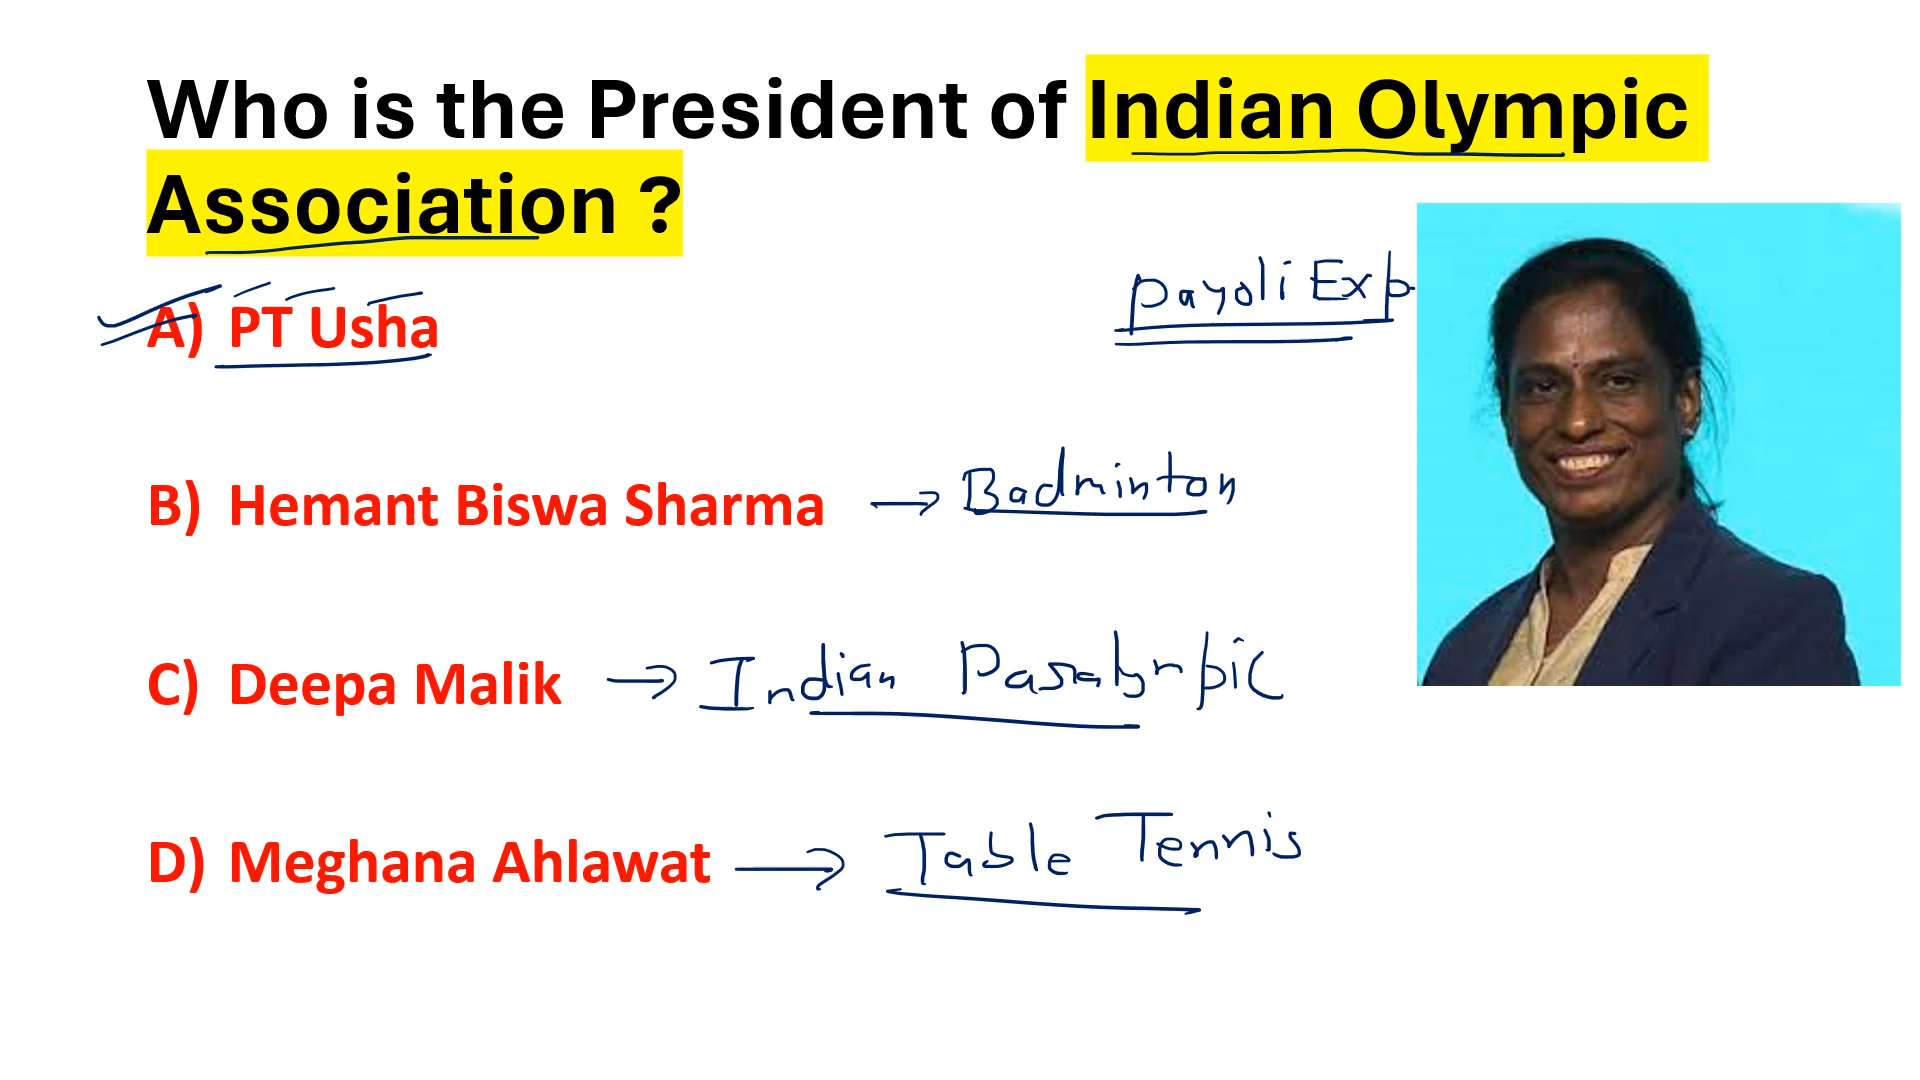 Who is the President of Indian Olympic
Association ?
Payoli Exp
A) PT Usha
B) Hemant Biswa Sharma → Badminton
C) Deepa Malik → Indian Paralympic
D) Meghana Ahlawat → Table Tennis